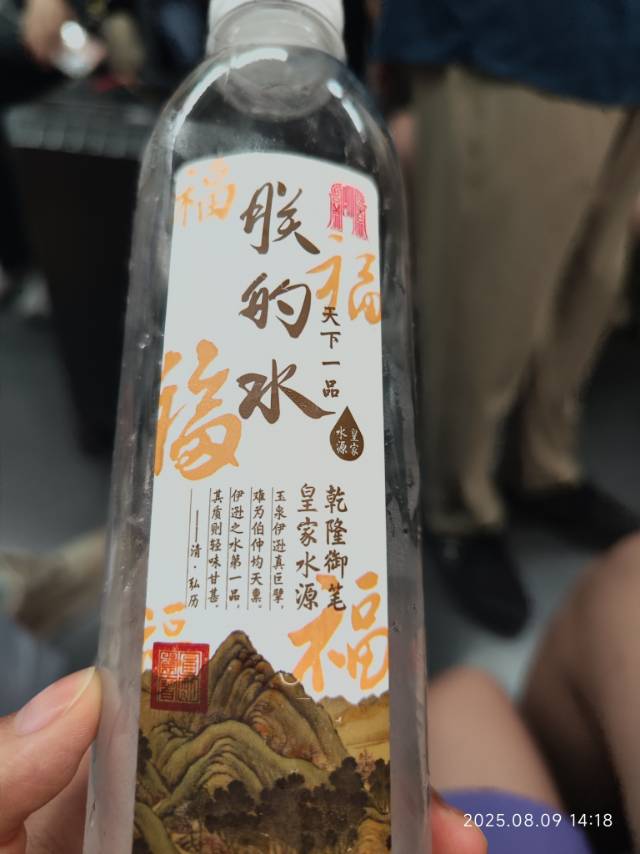 朕的水
天下一品
皇家
水源
福
福
福
福
福
乾隆御笔
皇家水源
玉泉伊逊真巨擘，
难为伯仲均天禀，
伊逊之水第一品，
其质则轻味甘甚。
——清·弘历
2025.08.09 14:18